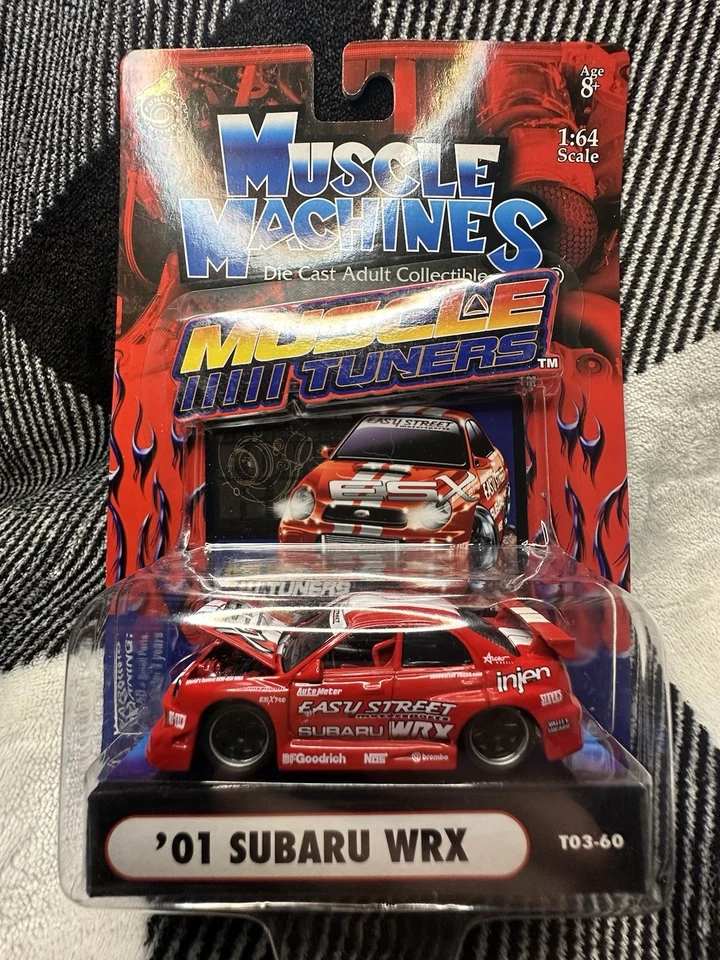 Age
8+
1:64
Scale
MUSCLE
MACHINES
Die Cast Adult Collectible
MUSCLE
TUNERS™
EASY STREET
ESX
TUNERS
AutoMeter
injen
EASY STREET
SUBARU WRX
BFGoodrich
NOS
brembo
'01 SUBARU WRX
T03-60